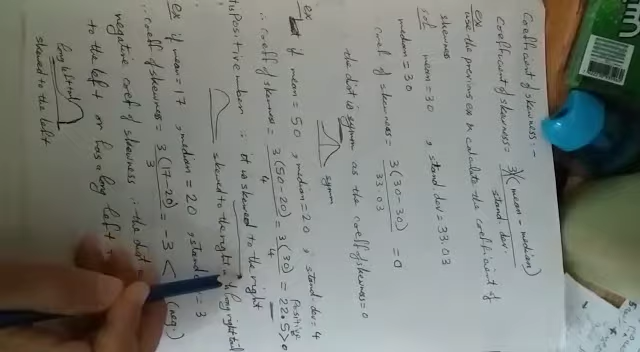 Coefficient of skewness:-
coefficient of skewness = 3(mean - median) / stand. dev
ex
use the previous ex to calculate the coefficient of
skewness
sol mean = 30 , stand dev = 33.03
median = 30
coef of skewness = 3(30-30) / 33.03 = 0
the dist is symm as the coeff of skewness = 0
symm
ex if mean = 50 , median = 20 , stand. dev = 4
∴ coeff of skewness = 3(50-20) / 4 = 3(30) / 4 = 22.5 > 0
positive
+ve number ∴ it is skewed to the right
skewed to the right long right tail
ex if mean = 17 , median = 20 , stand = 3
∴ coeff of skewness = 3(17-20) / 3 = -3 < (neg.)
negative coef of skewness ∴ the dist
to the left or has a long left
long left tail
skewed to the left